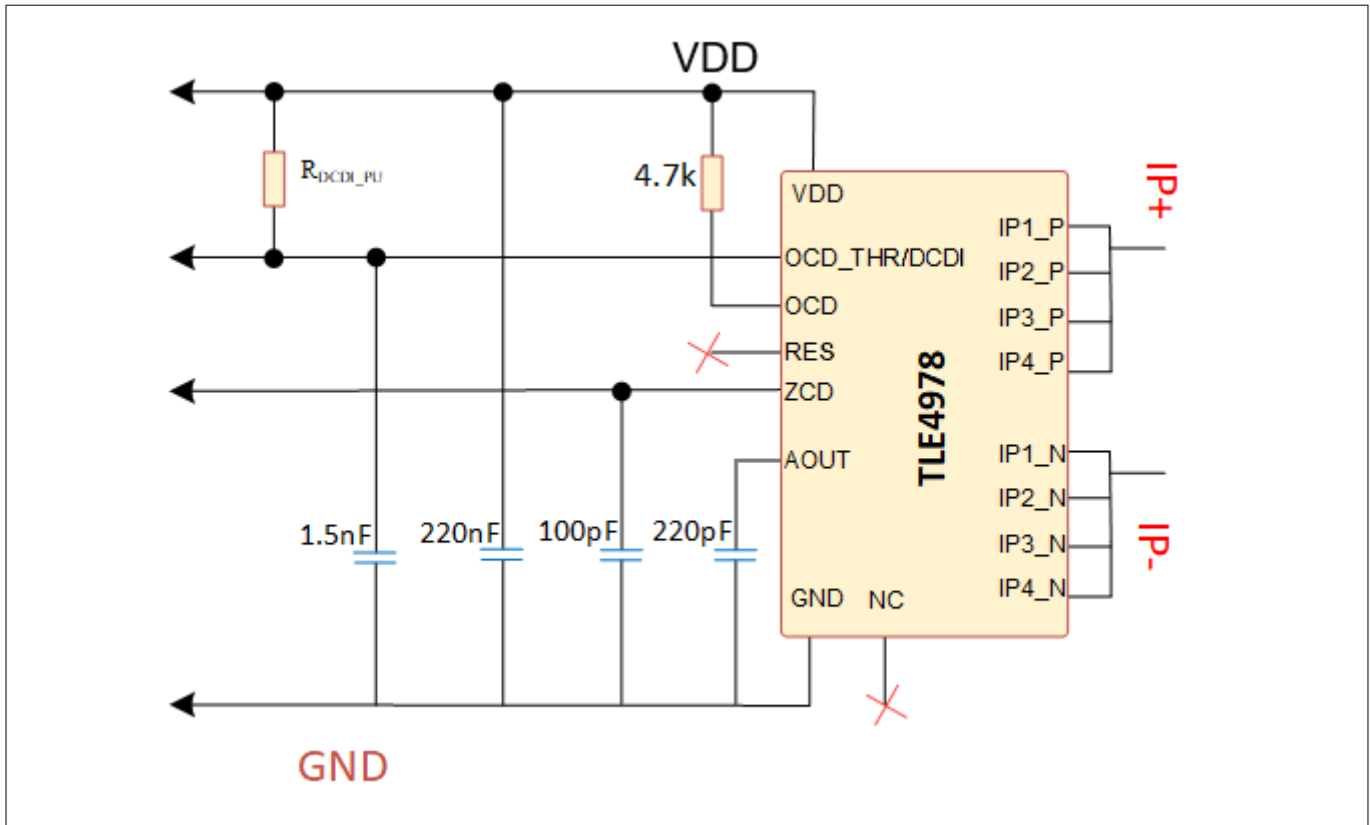 VDD
R_DCDI_PU
4.7k
VDD
OCD_THR/DCDI
OCD
RES
ZCD
AOUT
GND
NC
TLE4978
IP1_P
IP2_P
IP3_P
IP4_P
IP1_N
IP2_N
IP3_N
IP4_N
IP+
IP-
1.5nF
220nF
100pF
220pF
GND